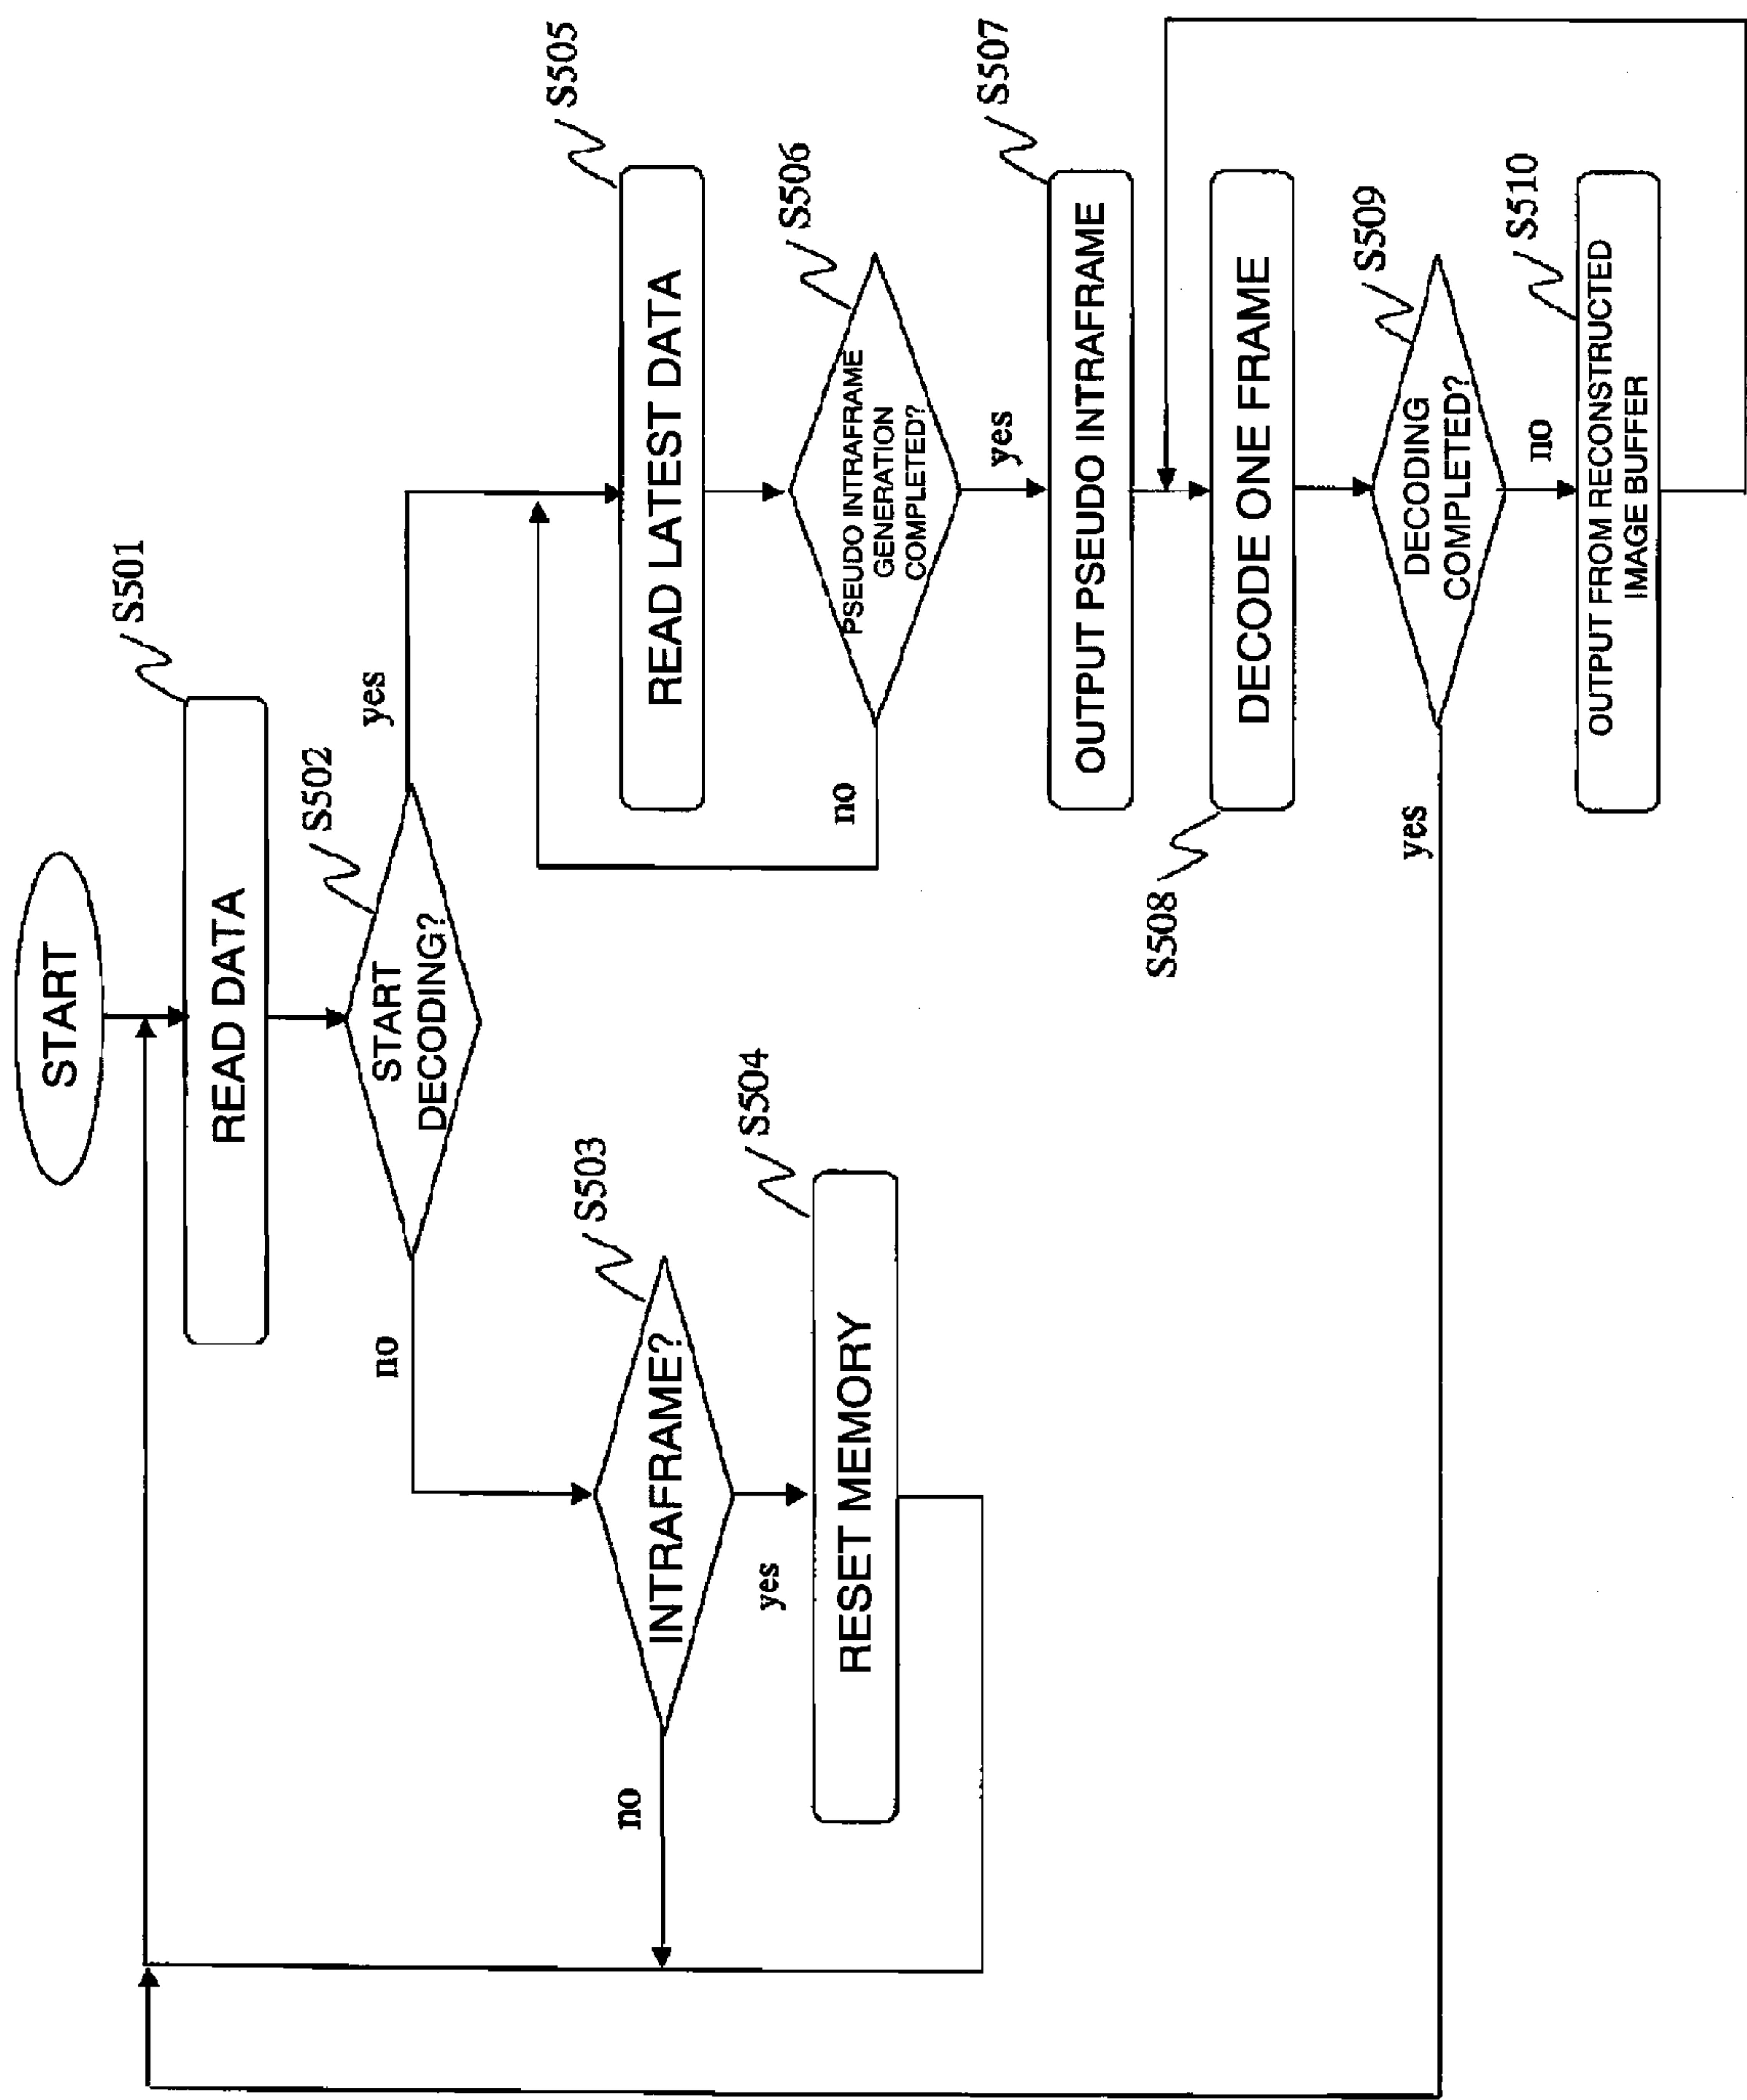 START
S501
READ DATA
S502
START
DECODING?
yes
no
S503
INTRAFRAME?
no
yes
S504
RESET MEMORY
S505
READ LATEST DATA
S506
PSEUDO INTRAFRAME
GENERATION
COMPLETED?
no
yes
S507
OUTPUT PSEUDO INTRAFRAME
S508
DECODE ONE FRAME
S509
DECODING
COMPLETED?
yes
no
S510
OUTPUT FROM RECONSTRUCTED
IMAGE BUFFER